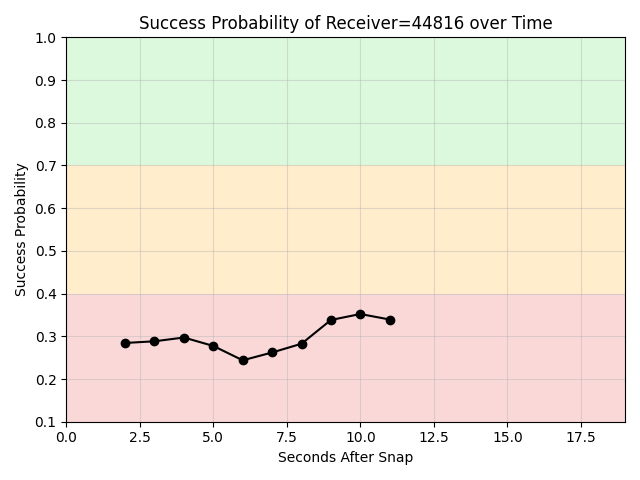 Success Probability of Receiver=44816 over Time
1.0
0.9
0.8
0.7
0.6
0.5
0.4
0.3
0.2
0.1
Success Probability
0.0 2.5 5.0 7.5 10.0 12.5 15.0 17.5
Seconds After Snap